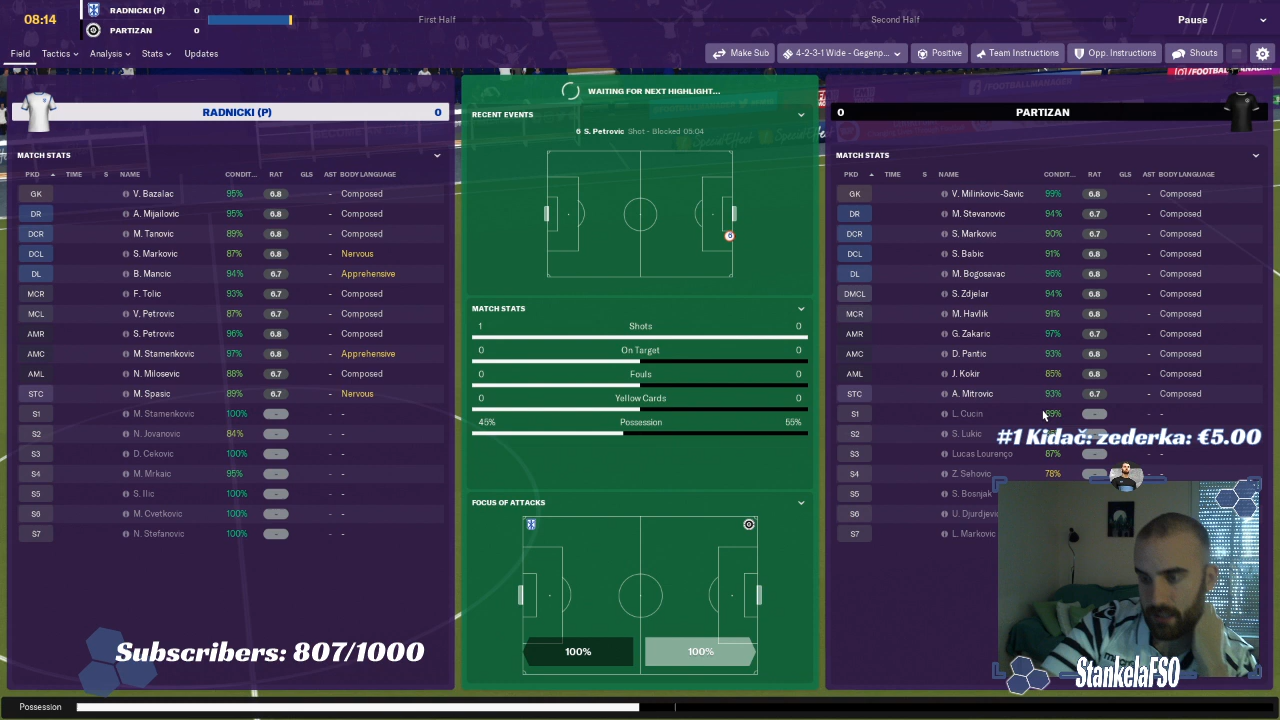 08:14
RADNICKI (P) 0
PARTIZAN 0
First Half
Second Half
Pause
Field Tactics Analysis Stats Updates
Make Sub
4-2-3-1 Wide - Gegenp...
Positive
Team Instructions
Opp. Instructions
Shouts
RADNICKI (P) 0
MATCH STATS
PKD TIME S NAME CONDIT... RAT GLS AST BODY LANGUAGE
GK V. Bazalac 95% 6.8 - Composed
DR A. Mijailovic 95% 6.8 - Composed
DCR M. Tanovic 89% 6.8 - Composed
DCL S. Markovic 87% 6.8 - Nervous
DL B. Mancic 94% 6.7 - Apprehensive
MCR F. Tolic 93% 6.7 - Composed
MCL V. Petrovic 87% 6.7 - Composed
AMR S. Petrovic 96% 6.8 - Composed
AMC M. Stamenkovic 97% 6.8 - Apprehensive
AML N. Milosevic 88% 6.7 - Composed
STC M. Spasic 89% 6.7 - Nervous
S1 M. Stamenkovic 100% - - -
S2 N. Jovanovic 84% - - -
S3 D. Cekovic 100% - - -
S4 M. Mrkaic 95% - - -
S5 S. Ilic 100% - - -
S6 M. Cvetkovic 100% - - -
S7 N. Stefanovic 100% - - -
WAITING FOR NEXT HIGHLIGHT...
RECENT EVENTS
6 S. Petrovic Shot - Blocked 05:04
MATCH STATS
1 Shots 0
0 On Target 0
0 Fouls 0
0 Yellow Cards 0
45% Possession 55%
FOCUS OF ATTACKS
100% 100%
0 PARTIZAN
MATCH STATS
PKD TIME S NAME CONDIT... RAT GLS AST BODY LANGUAGE
GK V. Milinkovic-Savic 99% 6.8 - Composed
DR M. Stevanovic 94% 6.7 - Composed
DCR S. Markovic 90% 6.7 - Composed
DCL S. Babic 91% 6.8 - Composed
DL M. Bogosavac 96% 6.8 - Composed
DMCL S. Zdjelar 94% 6.8 - Composed
MCR M. Havlik 91% 6.8 - Composed
AMR G. Zakaric 97% 6.7 - Composed
AMC D. Pantic 93% 6.8 - Composed
AML J. Kokir 85% 6.8 - Composed
STC A. Mitrovic 93% 6.7 - Composed
S1 L. Cucin - - -
S2 S. Lukic
#1 Kidač: zederka: €5.00
S3 Lucas Lourenço 87% - - -
S4 Z. Sehovic 78%
S5 S. Bosnjak
S6 U. Djurdjevic
S7 L. Markovic
Subscribers: 807/1000
StankelaFSO
Possession